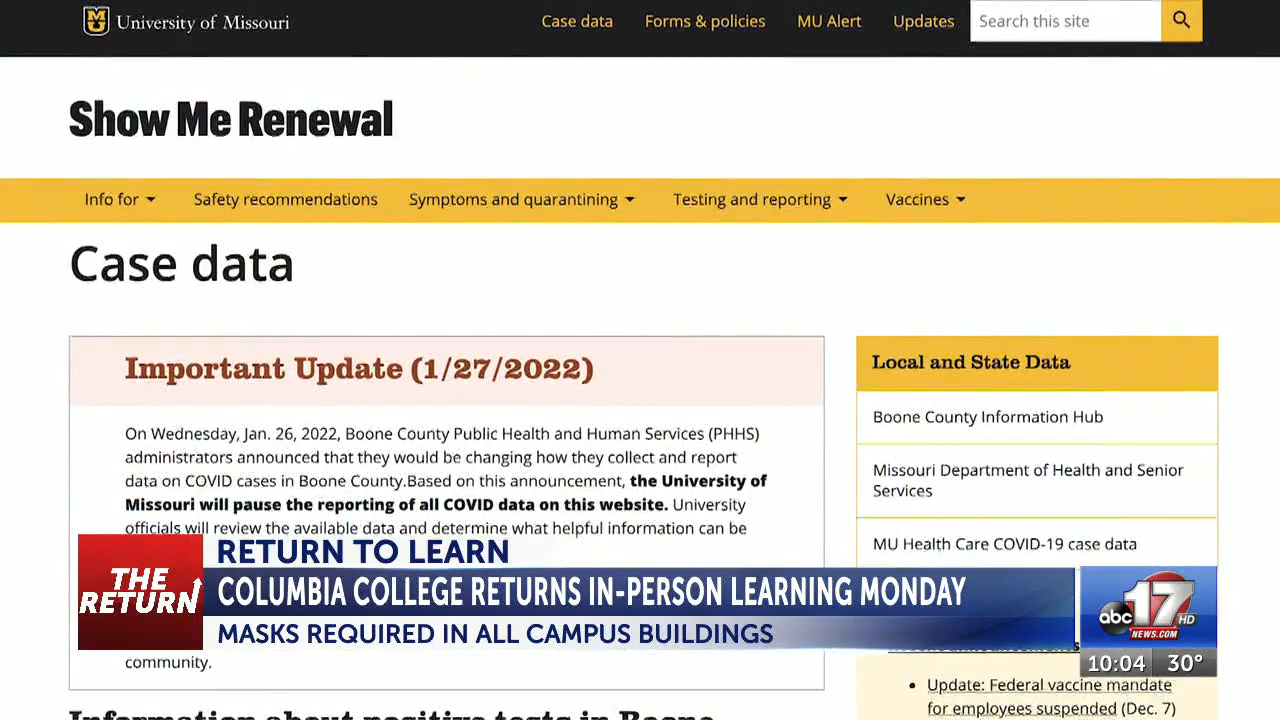 University of Missouri
Case data
Forms & policies
MU Alert
Updates
Search this site
Show Me Renewal
Info for
Safety recommendations
Symptoms and quarantining
Testing and reporting
Vaccines
Case data
Important Update (1/27/2022)
On Wednesday, Jan. 26, 2022, Boone County Public Health and Human Services (PHHS)
administrators announced that they would be changing how they collect and report
data on COVID cases in Boone County.Based on this announcement, the University of
Missouri will pause the reporting of all COVID data on this website. University
officials will review the available data and determine what helpful information can be
community.
Information about positive tests in Boone
Local and State Data
Boone County Information Hub
Missouri Department of Health and Senior
Services
MU Health Care COVID-19 case data
Update: Federal vaccine mandate
for employees suspended (Dec. 7)
THE
RETURN
RETURN TO LEARN
COLUMBIA COLLEGE RETURNS IN-PERSON LEARNING MONDAY
MASKS REQUIRED IN ALL CAMPUS BUILDINGS
abc 17 HD
NEWS.COM
10:04 30°